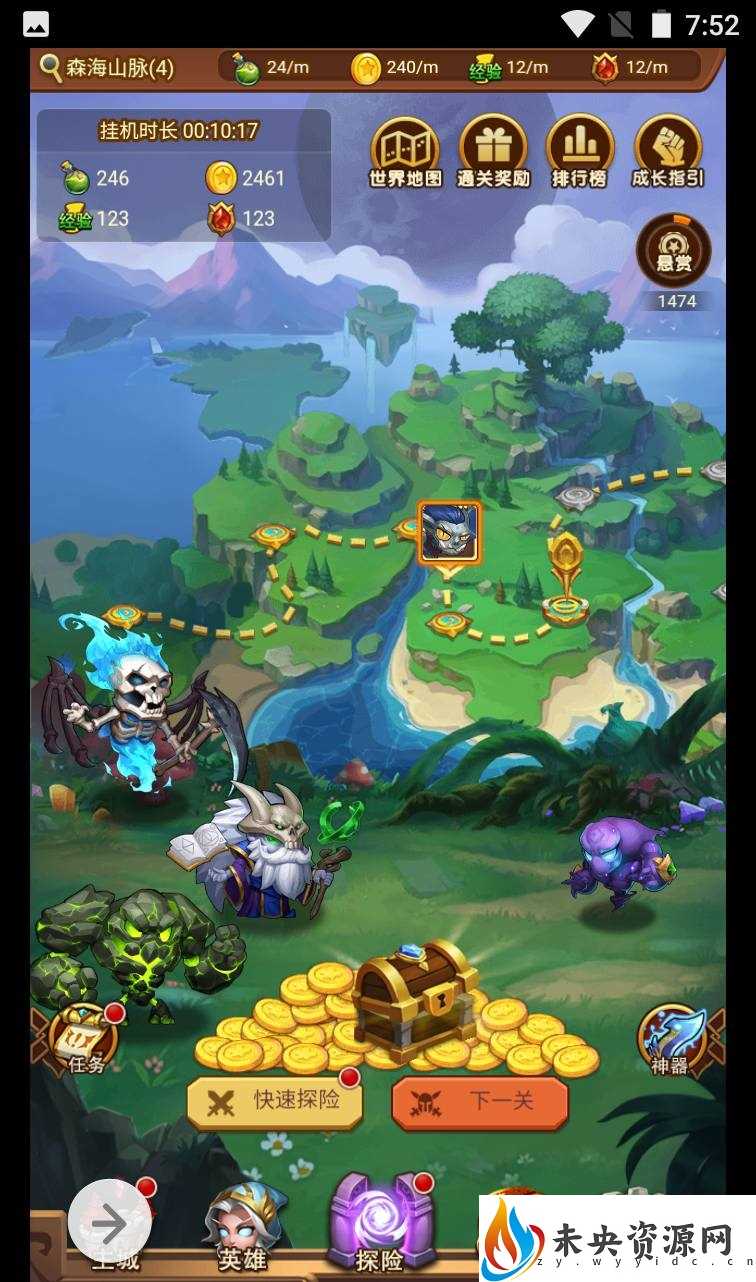 7:52
森海山脉(4)
24/m
240/m
经验 12/m
12/m
挂机时长 00:10:17
246
2461
经验 123
123
世界地图
通关奖励
排行榜
成长指引
悬赏
1474
任务
神器
快速探险
下一关
主城
英雄
探险
未央资源网
zy.wyyidc.cn